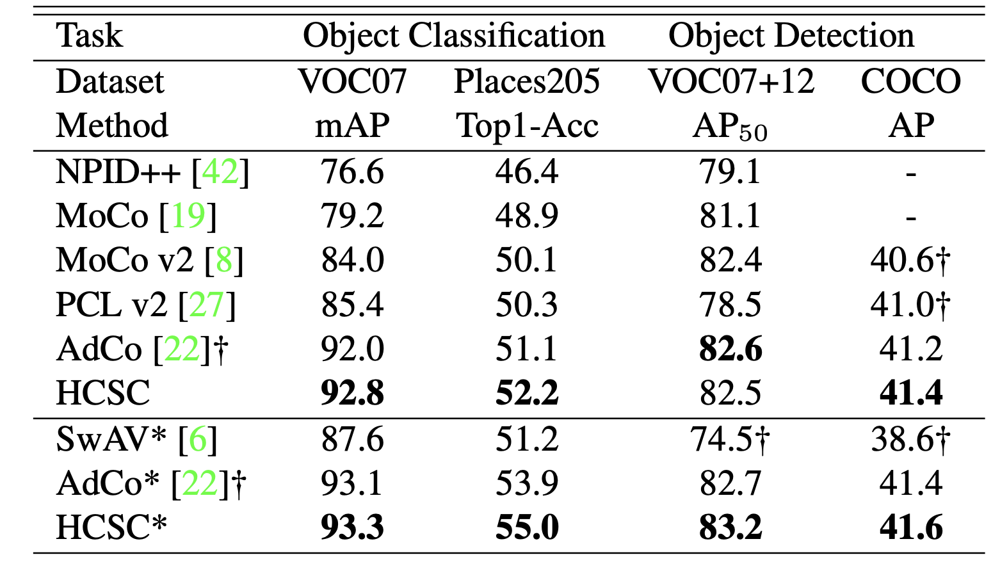 Task Object Classification Object Detection
Dataset VOC07 Places205 VOC07+12 COCO
Method mAP Top1-Acc AP₅₀ AP
NPID++ [42] 76.6 46.4 79.1 -
MoCo [19] 79.2 48.9 81.1 -
MoCo v2 [8] 84.0 50.1 82.4 40.6†
PCL v2 [27] 85.4 50.3 78.5 41.0†
AdCo [22]† 92.0 51.1 82.6 41.2
HCSC 92.8 52.2 82.5 41.4
SwAV* [6] 87.6 51.2 74.5† 38.6†
AdCo* [22]† 93.1 53.9 82.7 41.4
HCSC* 93.3 55.0 83.2 41.6